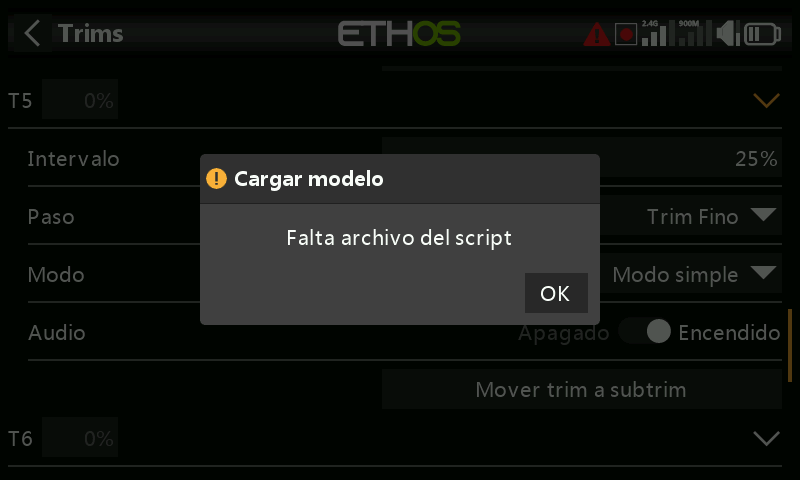 Trims
ETHOS
2.4G
900M
T5
0%
Intervalo
25%
Cargar modelo
Paso
Trim Fino
Falta archivo del script
Modo
Modo simple
OK
Audio
Apagado
Encendido
Mover trim a subtrim
T6
0%